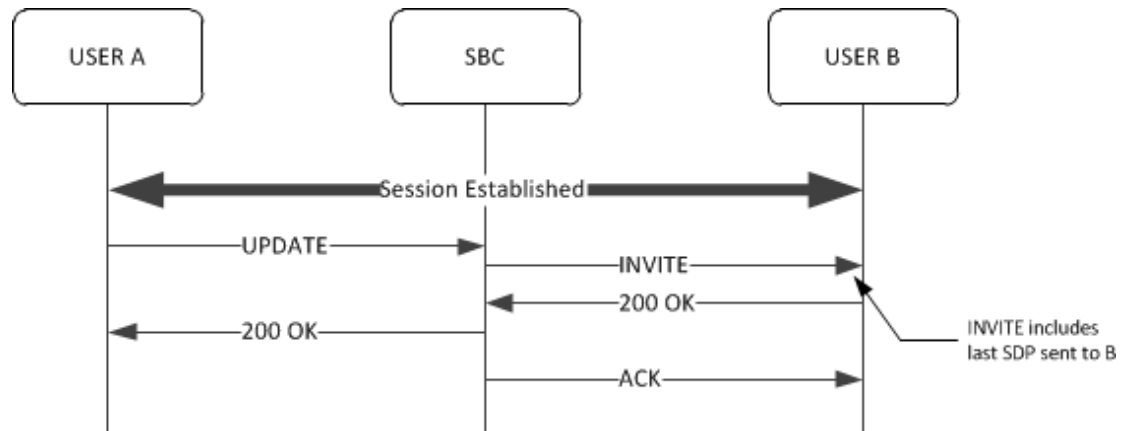 USER A
SBC
USER B
Session Established
UPDATE
INVITE
200 OK
200 OK
INVITE includes
last SDP sent to B
ACK